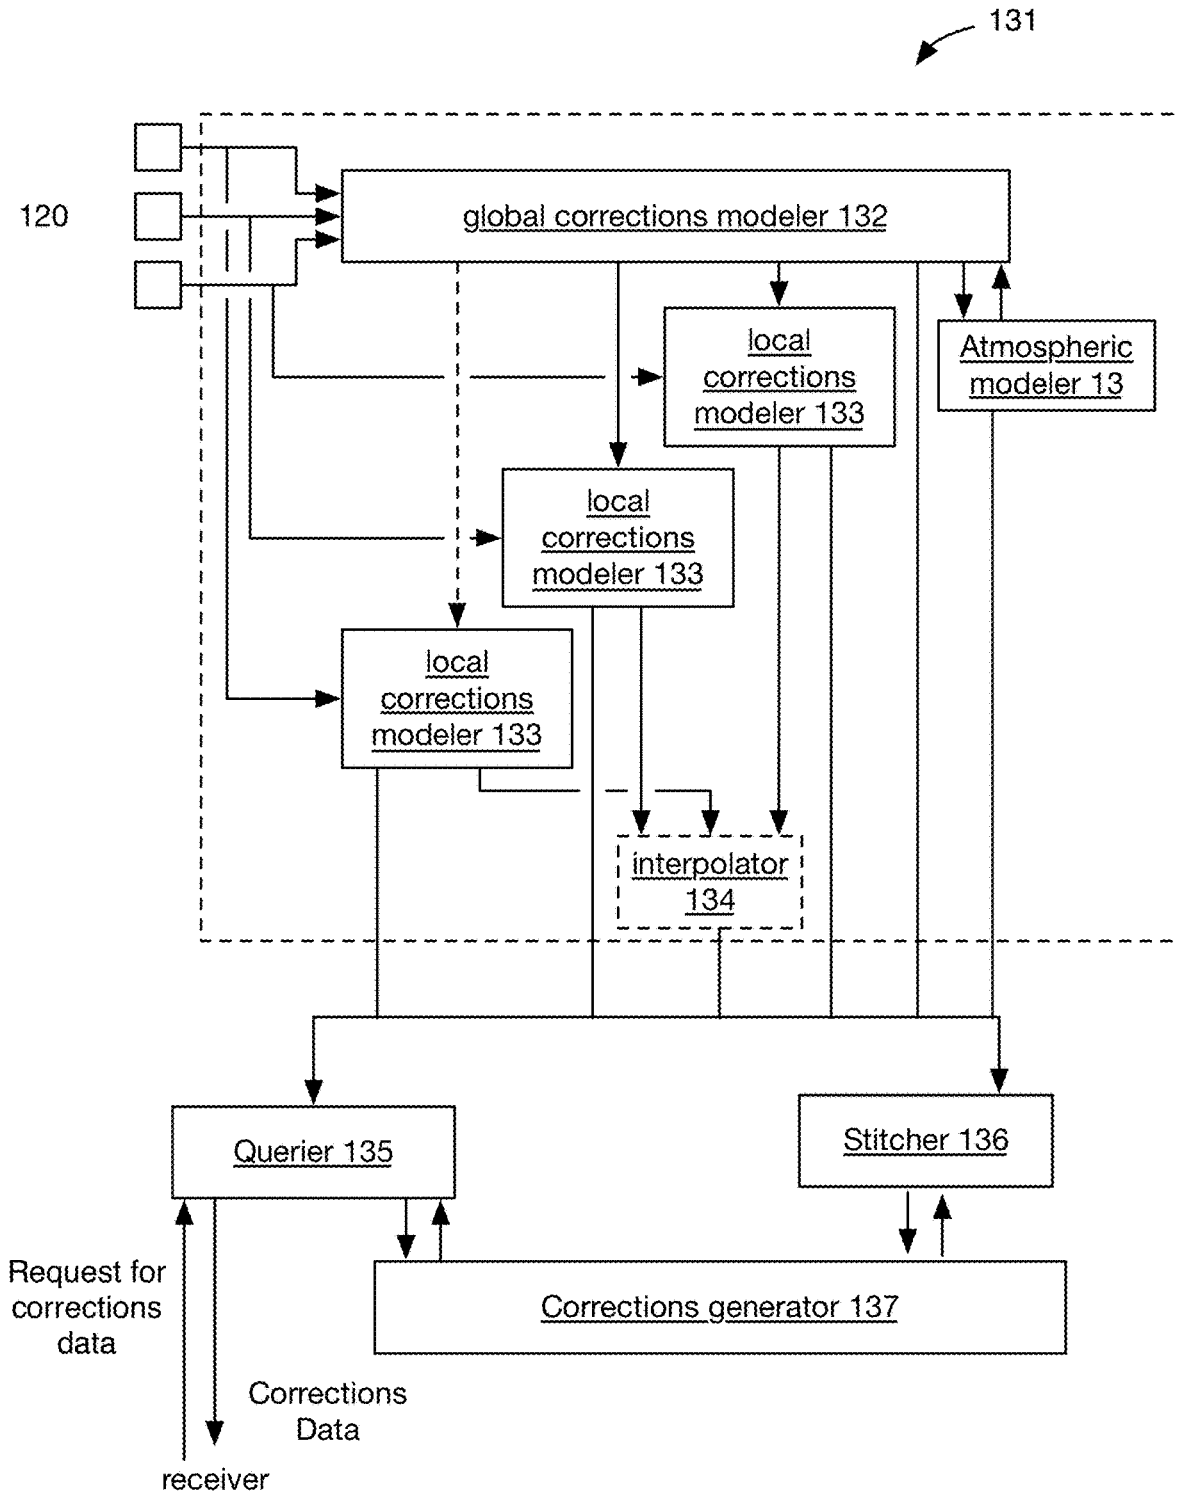 131
120
global corrections modeler 132
local
corrections
modeler 133
Atmospheric
modeler 13
local
corrections
modeler 133
local
corrections
modeler 133
interpolator
134
Querier 135
Stitcher 136
Request for
corrections
data
Corrections generator 137
Corrections
Data
receiver